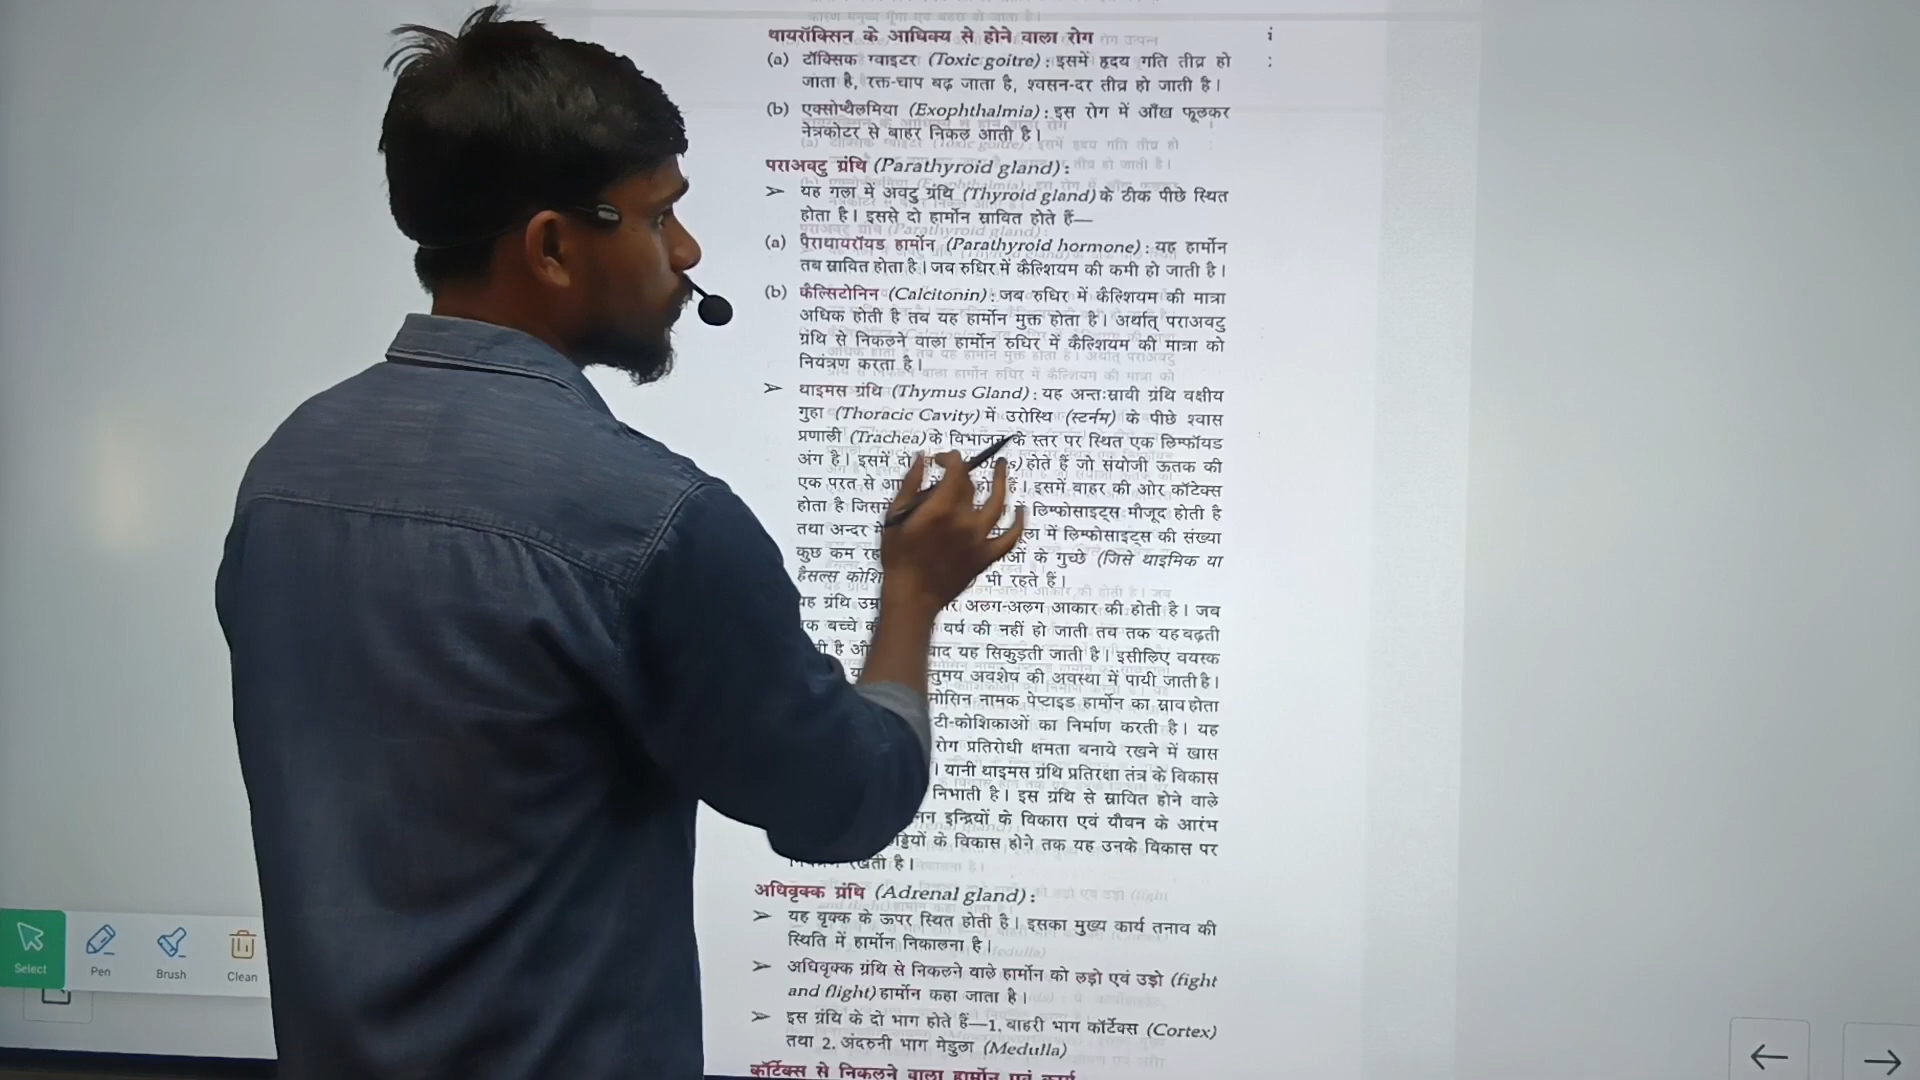 थायरॉक्सिन के आधिक्य से होने वाला रोग
(a) टॉक्सिक ग्वाइटर (Toxic goitre) : इसमें हृदय गति तीव्र हो
जाता है, रक्त-चाप बढ़ जाता है, श्वसन-दर तीव्र हो जाती है।
(b) एक्सोप्थैलमिया (Exophthalmia) : इस रोग में आँख फूलकर
नेत्रकोटर से बाहर निकल आती है।
पराअवटु ग्रंथि (Parathyroid gland) :
➢ यह गला में अवटु ग्रंथि (Thyroid gland) के ठीक पीछे स्थित
होता है। इससे दो हार्मोन स्रावित होते हैं—
(a) पैराथायरॉयड हार्मोन (Parathyroid hormone) : यह हार्मोन
तब स्रावित होता है। जब रुधिर में कैल्शियम की कमी हो जाती है।
(b) कैल्सिटोनिन (Calcitonin) : जब रुधिर में कैल्शियम की मात्रा
अधिक होती है तब यह हार्मोन मुक्त होता है। अर्थात् पराअवटु
ग्रंथि से निकलने वाला हार्मोन रुधिर में कैल्शियम की मात्रा को
नियंत्रण करता है।
➢ थाइमस ग्रंथि (Thymus Gland) : यह अन्तःस्रावी ग्रंथि वक्षीय
गुहा (Thoracic Cavity) में उरोस्थि (स्टर्नम) के पीछे श्वास
प्रणाली (Trachea) के विभाजन के स्तर पर स्थित एक लिम्फॉयड
अंग है। इसमें दो होते हैं जो संयोजी ऊतक की
एक परत से हैं। इसमें बाहर की ओर कॉटेक्स
होता है जिसमें में लिम्फोसाइट्स मौजूद होती है
तथा अन्दर में लिम्फोसाइट्स की संख्या
कुछ कम के गुच्छे (जिसे थाइमिक या
हैसल्स भी रहते हैं।
यह ग्रंथि अलग-अलग आकार की होती है। जब
तक बच्चे वर्ष की नहीं हो जाती तब तक यह बढ़ती
है यह सिकुड़ती जाती है। इसीलिए वयस्क
अवशेष की अवस्था में पायी जाती है।
नामक पेप्टाइड हार्मोन का स्राव होता
टी-कोशिकाओं का निर्माण करती है। यह
रोग प्रतिरोधी क्षमता बनाये रखने में खास
। यानी थाइमस ग्रंथि प्रतिरक्षा तंत्र के विकास
निभाती है। इस ग्रंथि से स्रावित होने वाले
इन्द्रियों के विकास एवं यौवन के आरंभ
के विकास होने तक यह उनके विकास पर
रखती है।
अधिवृक्क ग्रंथि (Adrenal gland) :
➢ यह वृक्क के ऊपर स्थित होती है। इसका मुख्य कार्य तनाव की
स्थिति में हार्मोन निकालना है।
➢ अधिवृक्क ग्रंथि से निकलने वाले हार्मोन को लड़ो एवं उड़ो (fight
and flight) हार्मोन कहा जाता है।
➢ इस ग्रंथि के दो भाग होते हैं—1. बाहरी भाग कॉर्टेक्स (Cortex)
तथा 2. अंदरुनी भाग मेडुला (Medulla)
कॉर्टेक्स से निकलने वाला हार्मोन एवं कार्य
Select
Pen
Brush
Clean